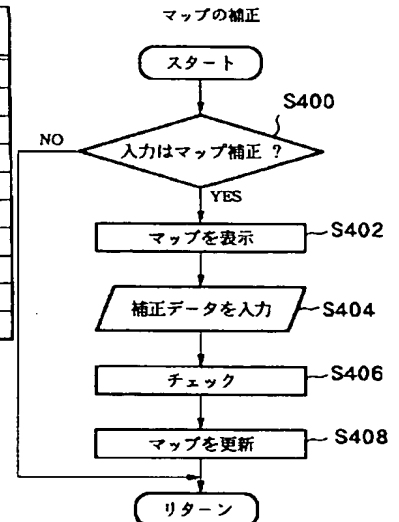 マップの補正
スタート
S400
NO
入力はマップ補正 ?
YES
マップを表示
S402
補正データを入力
S404
チェック
S406
マップを更新
S408
リターン